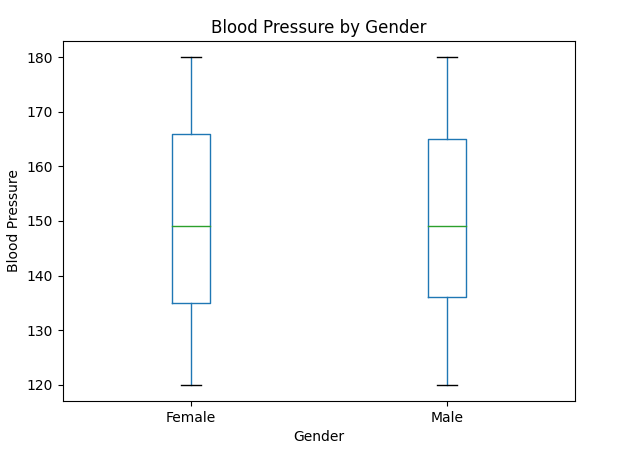 Blood Pressure by Gender
Blood Pressure
180
170
160
150
140
130
120
Female Male
Gender